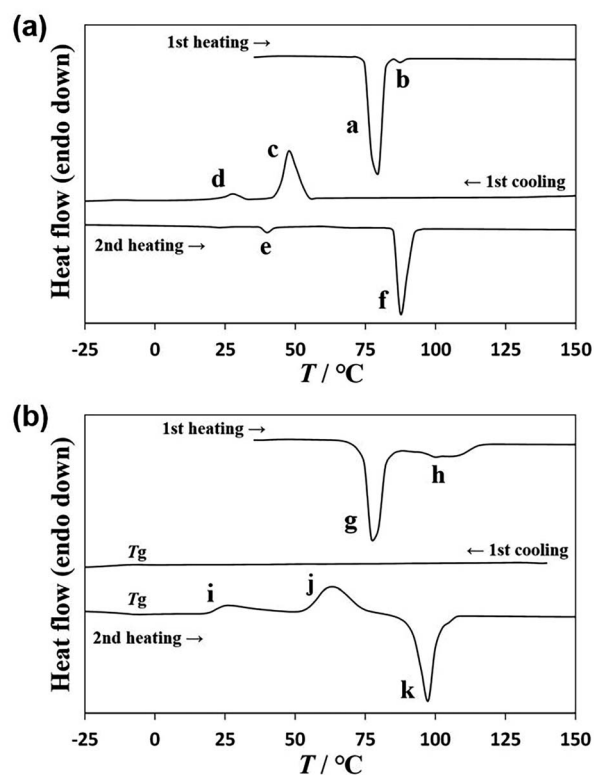 (a)
1st heating →
b
a
c
d
← 1st cooling
2nd heating →
e
f
Heat flow (endo down)
-25 0 25 50 75 100 125 150
T / °C
(b)
1st heating →
h
g
Tg
← 1st cooling
i
j
Tg
2nd heating →
k
Heat flow (endo down)
-25 0 25 50 75 100 125 150
T / °C